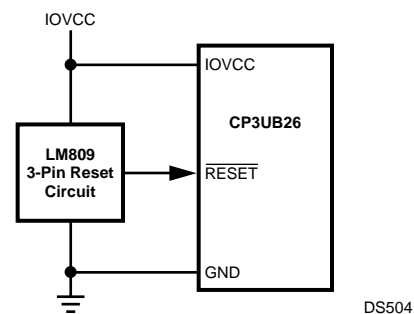 IOVCC
IOVCC
CP3UB26
LM809
3-Pin Reset
Circuit
RESET
GND
DS504